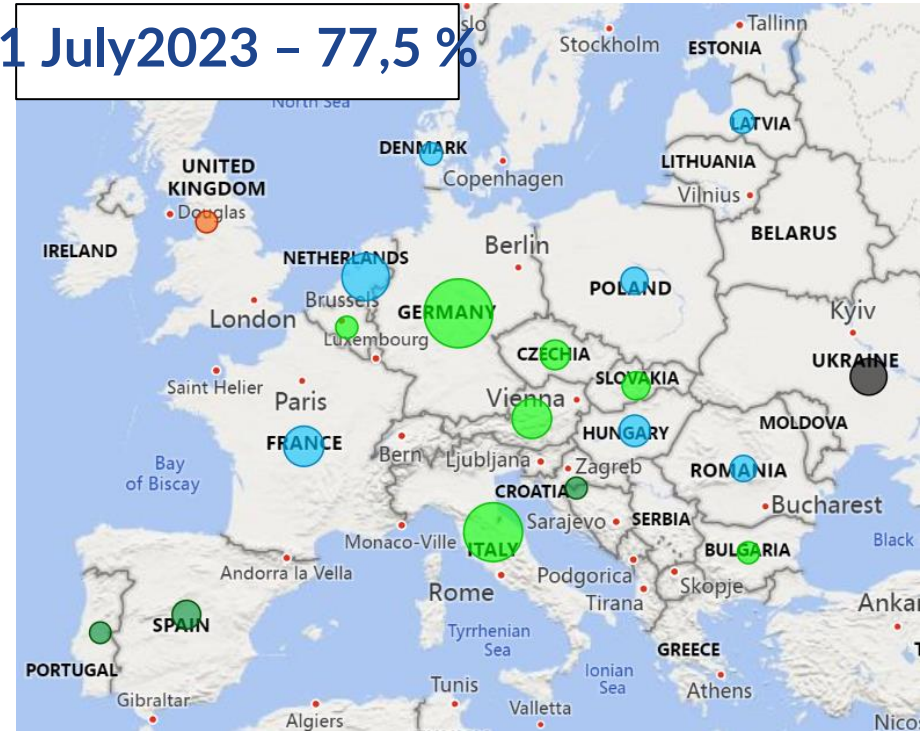 1 July2023 – 77,5 %
slo
Tallinn
Stockholm
ESTONIA
North Sea
LATVIA
DENMARK
UNITED
KINGDOM
LITHUANIA
Copenhagen
Vilnius
Douglas
BELARUS
IRELAND
Berlin
NETHERLANDS
POLAND
Brussels
GERMANY
Kyiv
London
Luxembourg
CZECHIA
UKRAINE
SLOVAKIA
Saint Helier
Paris
Vienna
MOLDOVA
FRANCE
HUNGARY
Bern
Ljubljana
Zagreb
Bay
of Biscay
ROMANIA
CROATIA
Bucharest
Sarajevo
SERBIA
Monaco-Ville
ITALY
BULGARIA
Black
Andorra la Vella
Podgorica
Skopje
Rome
Tirana
Ankar
SPAIN
Tyrrhenian
Sea
GREECE
PORTUGAL
Ionian
Sea
Tunis
Athens
Gibraltar
Valletta
Algiers
Nicos